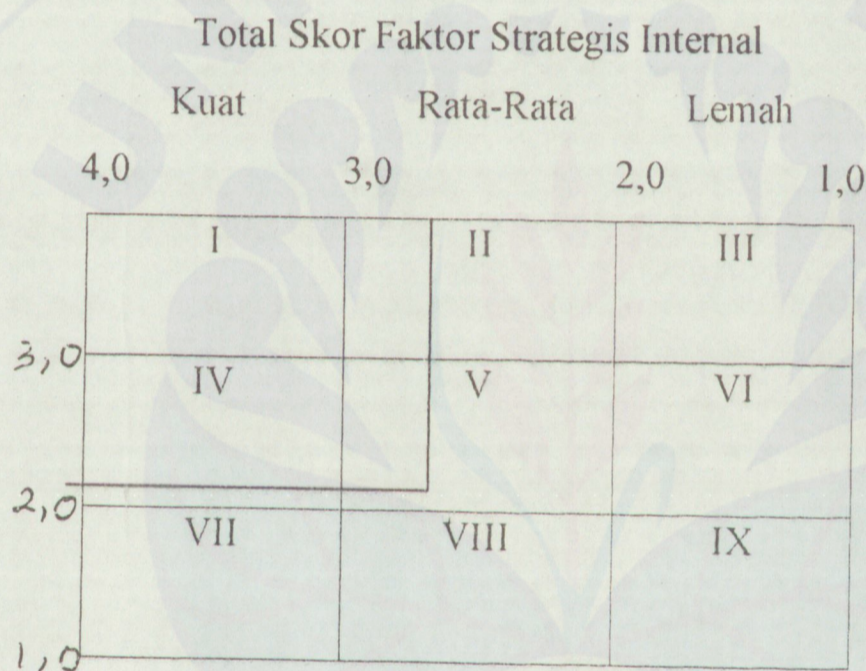 Total Skor Faktor Strategis Internal
Kuat Rata-Rata Lemah
4,0 3,0 2,0 1,0
I II III
3,0
IV V VI
2,0
VII VIII IX
1,0